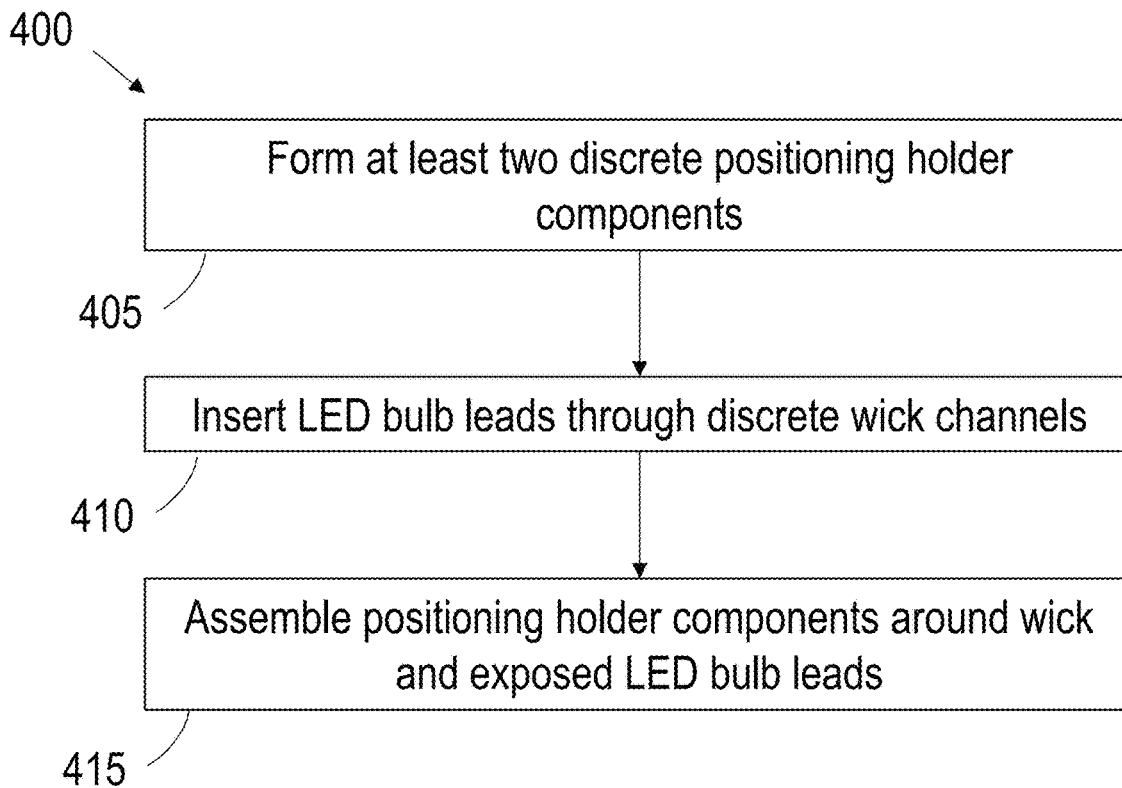 400
Form at least two discrete positioning holder
components
405
Insert LED bulb leads through discrete wick channels
410
Assemble positioning holder components around wick
and exposed LED bulb leads
415